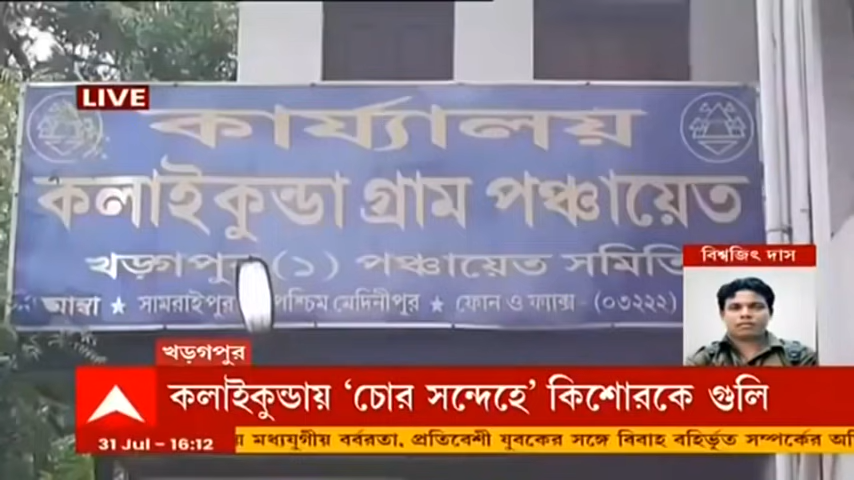 LIVE
কার্য্যালয়
কলাইকুন্ডা গ্রাম পঞ্চায়েত
খড়গপুর (১) পঞ্চায়েত সমিতি
সামরাইপুর পশ্চিম মেদিনীপুর ★ ফোন ও ফ্যাক্স - (০৩২২২)
বিশ্বজিৎ দাস
খড়গপুর
কলাইকুন্ডায় ‘চোর সন্দেহে’ কিশোরকে গুলি
31 Jul - 16:12
মধ্যযুগীয় বর্বরতা, প্রতিবেশী যুবকের সঙ্গে বিবাহ বহির্ভূত সম্পর্কের